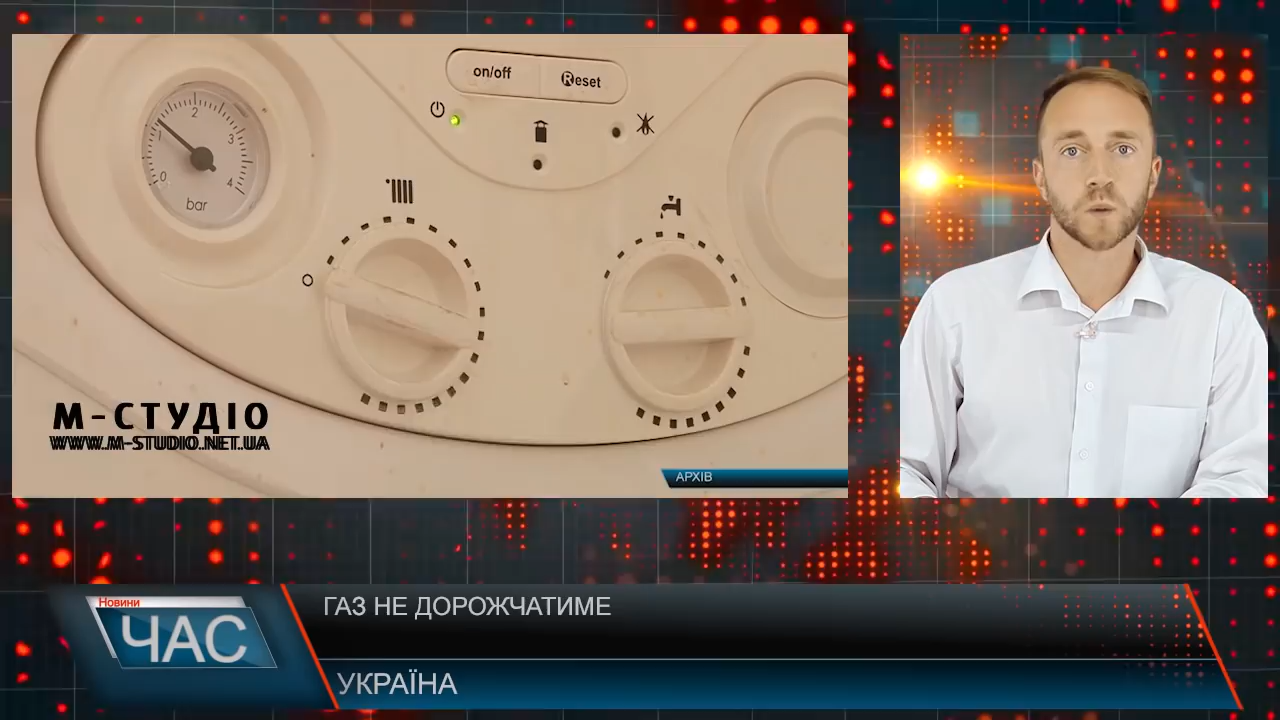 on/off
Reset
0
1
2
3
4
bar
М-СТУДІО
WWW.M-STUDIO.NET.UA
АРХІВ
Новини
ЧАС
ГАЗ НЕ ДОРОЖЧАТИМЕ
УКРАЇНА